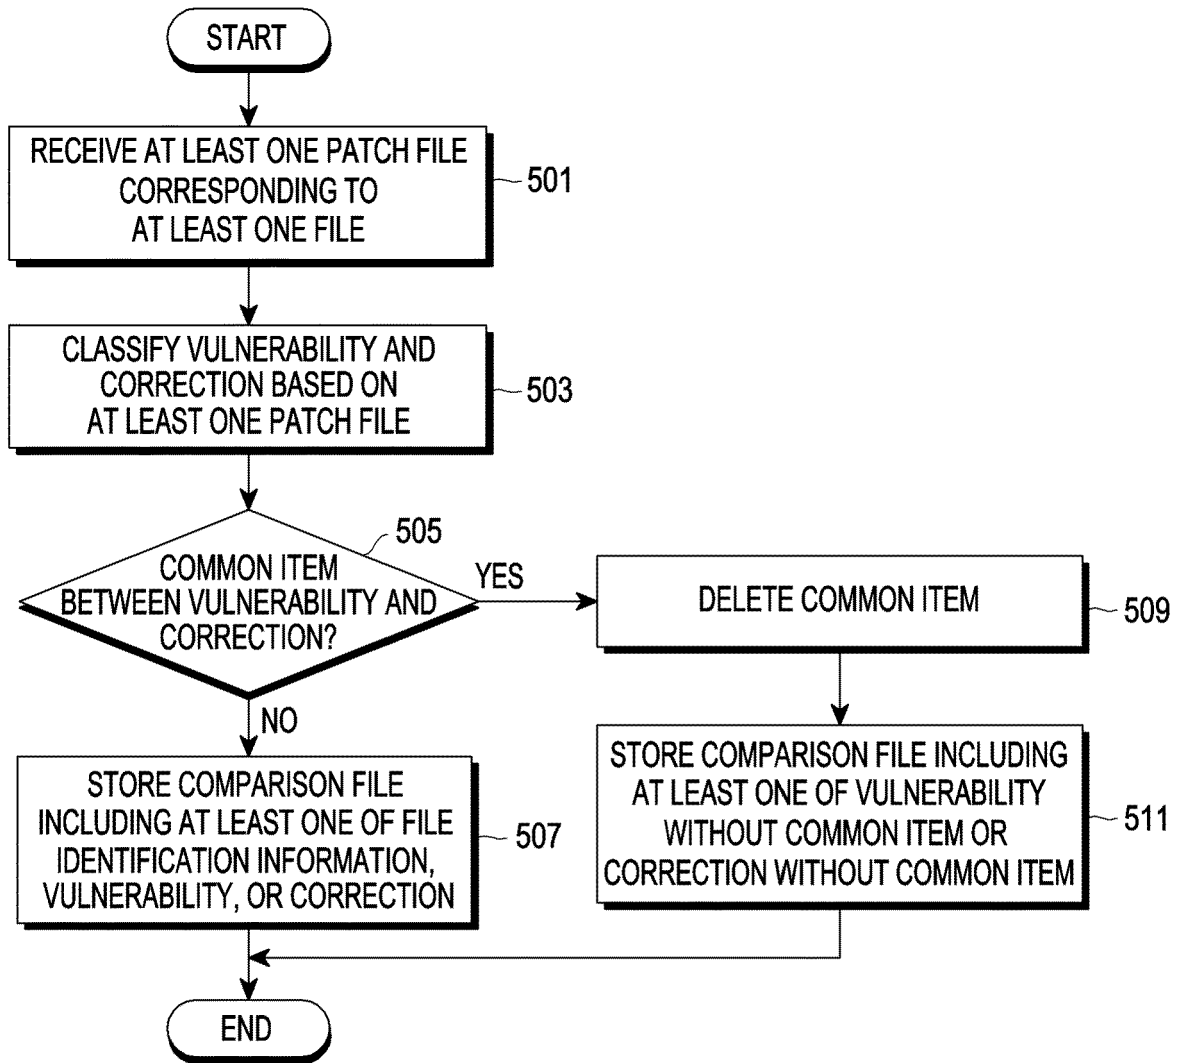 START
RECEIVE AT LEAST ONE PATCH FILE
CORRESPONDING TO
AT LEAST ONE FILE
501
CLASSIFY VULNERABILITY AND
CORRECTION BASED ON
AT LEAST ONE PATCH FILE
503
505
COMMON ITEM
BETWEEN VULNERABILITY AND
CORRECTION?
YES
DELETE COMMON ITEM
509
NO
STORE COMPARISON FILE
INCLUDING AT LEAST ONE OF FILE
IDENTIFICATION INFORMATION,
VULNERABILITY, OR CORRECTION
507
STORE COMPARISON FILE INCLUDING
AT LEAST ONE OF VULNERABILITY
WITHOUT COMMON ITEM OR
CORRECTION WITHOUT COMMON ITEM
511
END